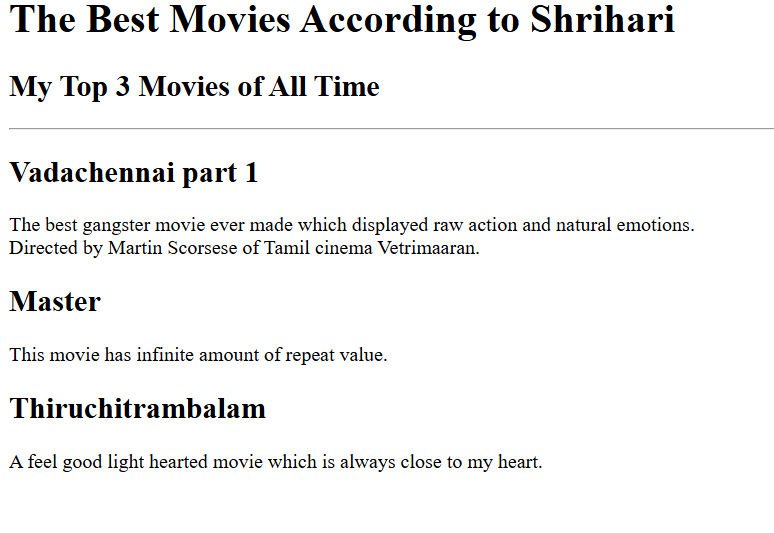 The Best Movies According to Shrihari
My Top 3 Movies of All Time
Vadachennai part 1
The best gangster movie ever made which displayed raw action and natural emotions.
Directed by Martin Scorsese of Tamil cinema Vetrimaaran.
Master
This movie has infinite amount of repeat value.
Thiruchitrambalam
A feel good light hearted movie which is always close to my heart.